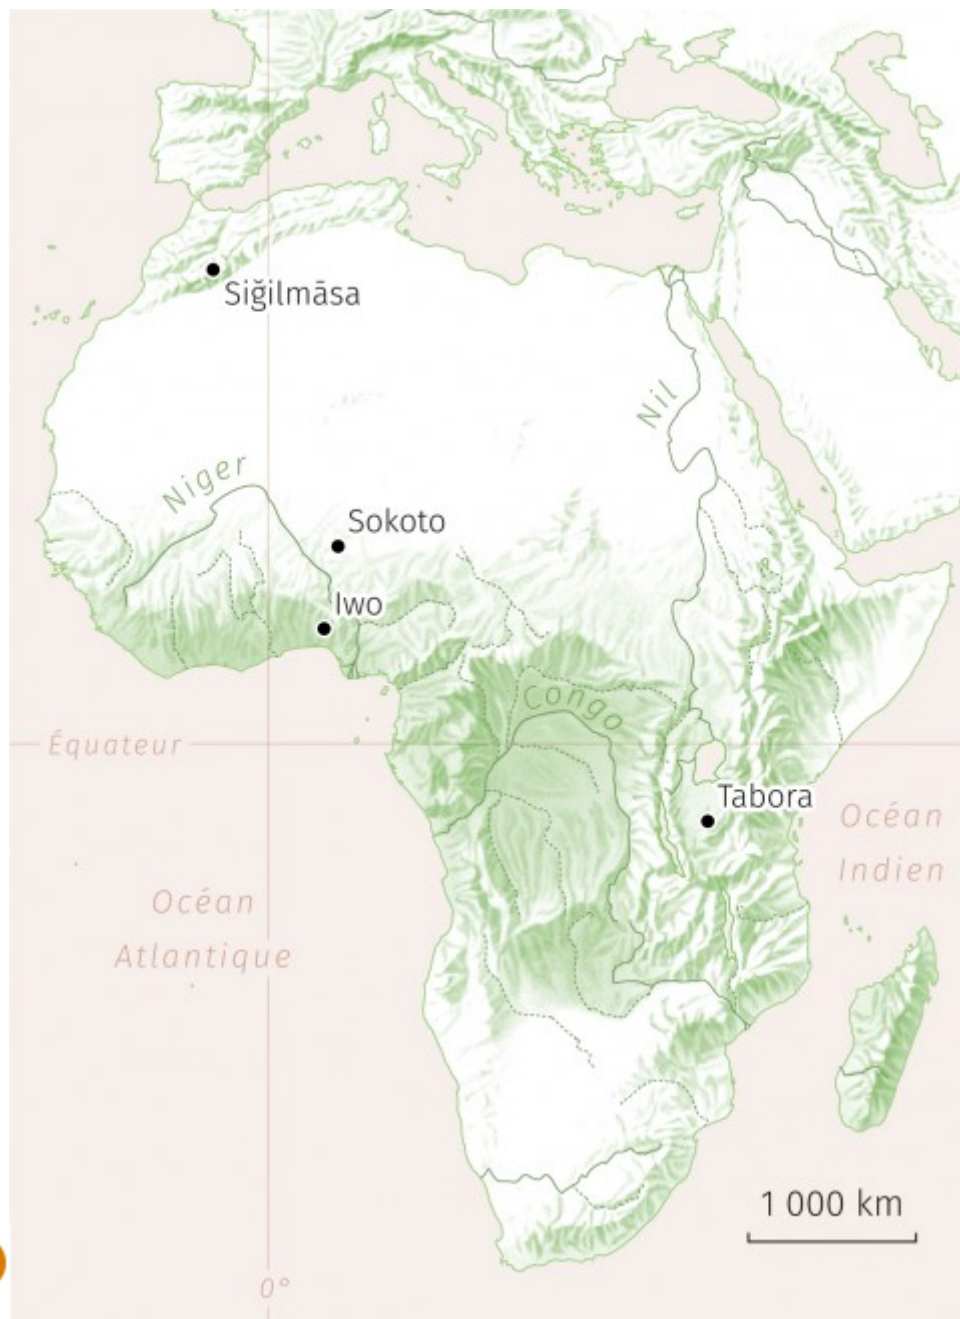 Siğilmāsa
Nil
Niger
Sokoto
Iwo
Congo
Équateur
Tabora
Océan
Indien
Océan
Atlantique
1 000 km
0°